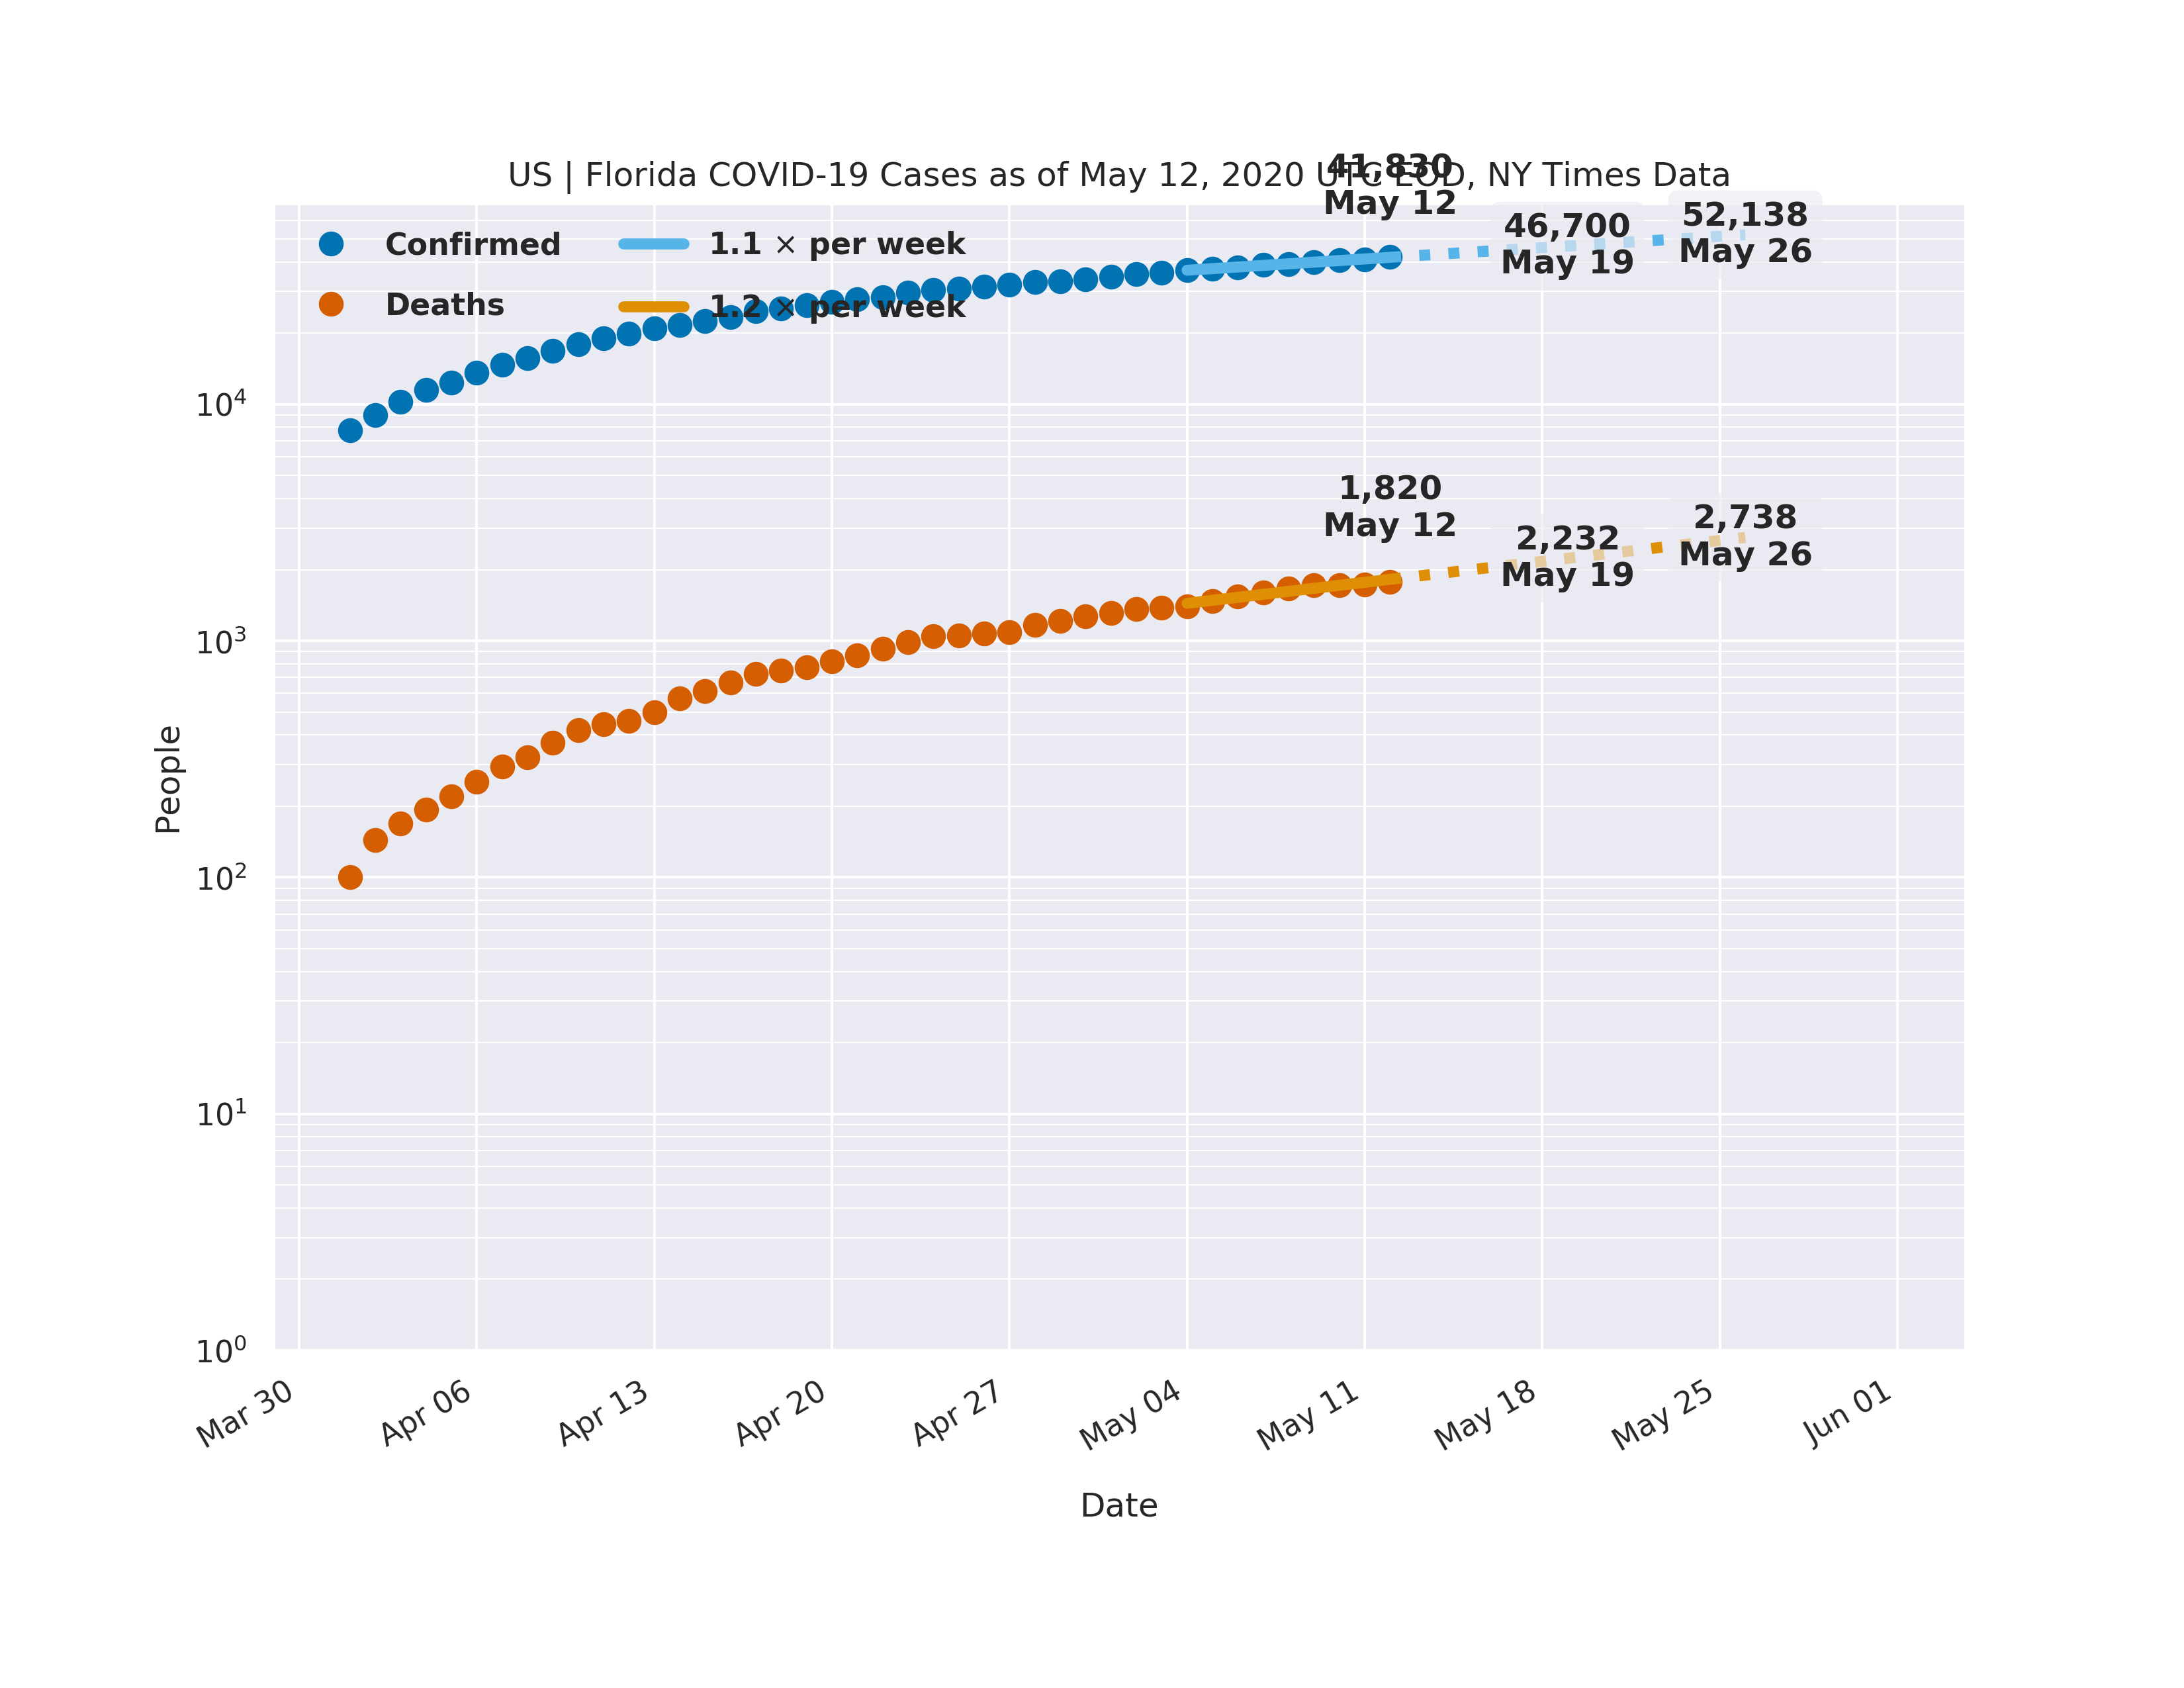 US | Florida COVID-19 Cases as of May 12, 2020 UTC EOD, NY Times Data
41,830
May 12
46,700
May 19
52,138
May 26
Confirmed
Deaths
1.1 × per week
1.2 × per week
1,820
May 12
2,232
May 19
2,738
May 26
People
10⁴
10³
10²
10¹
10⁰
Mar 30
Apr 06
Apr 13
Apr 20
Apr 27
May 04
May 11
May 18
May 25
Jun 01
Date